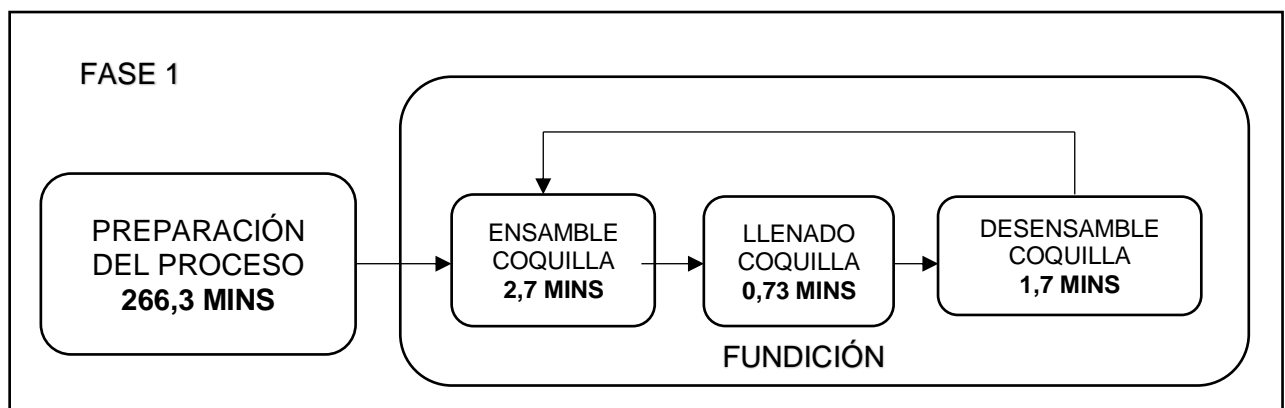 FASE 1
PREPARACIÓN
DEL PROCESO
266,3 MINS
ENSAMBLE
COQUILLA
2,7 MINS
LLENADO
COQUILLA
0,73 MINS
DESENSAMBLE
COQUILLA
1,7 MINS
FUNDICIÓN